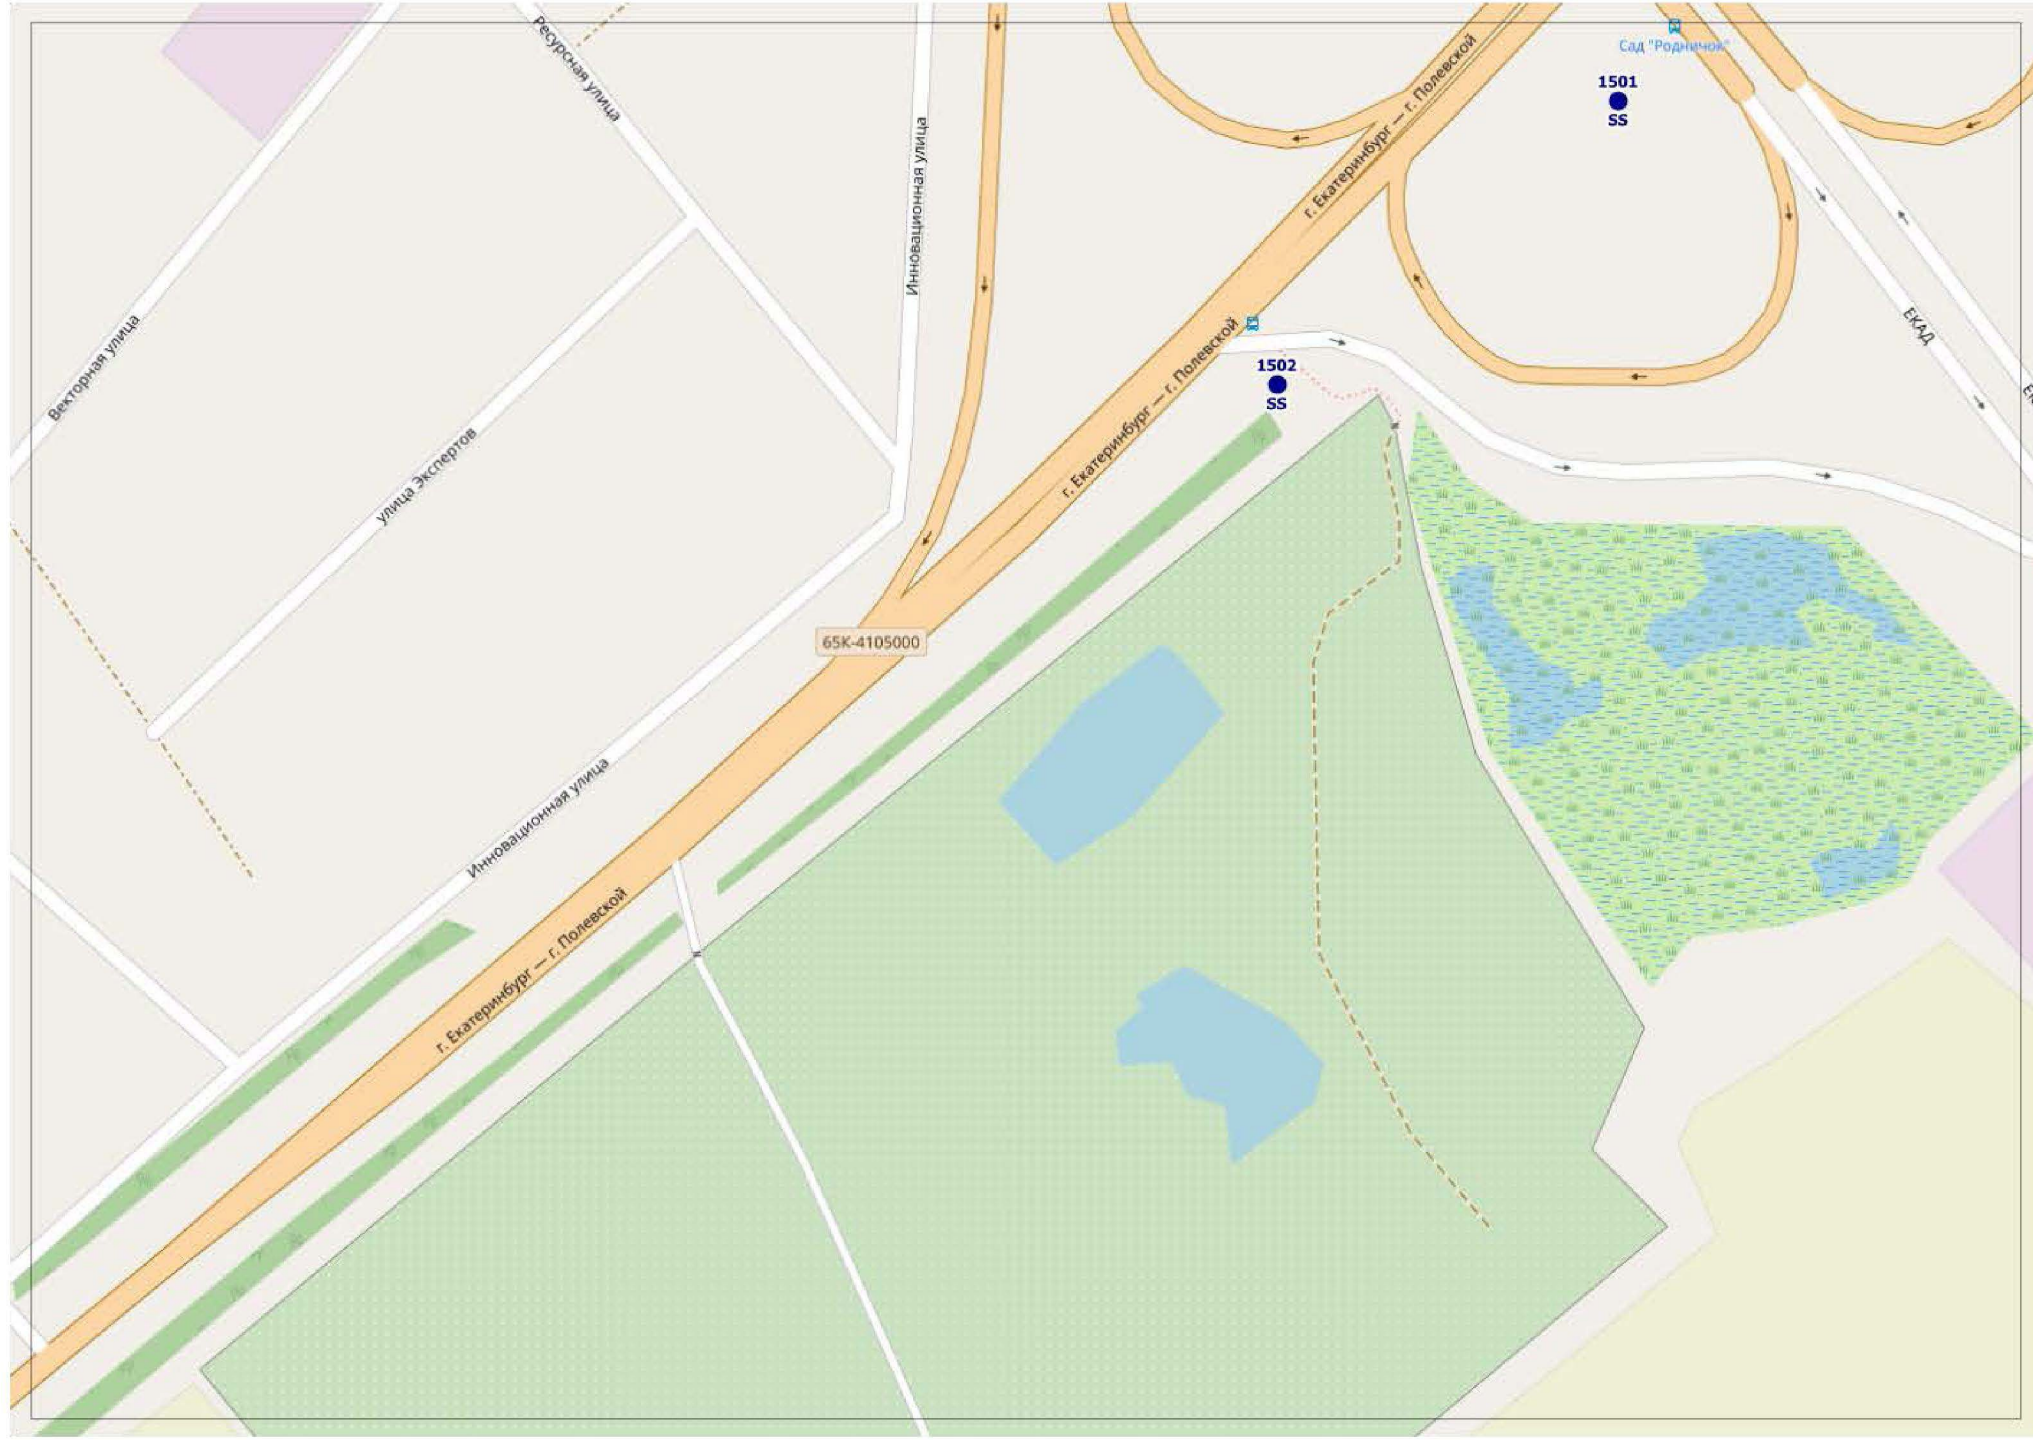 Ресурсная улица
г. Екатеринбург — г. Полевской
Сад "Родничок"
1501
SS
Инновационная улица
Векторная улица
ЕКАД
г. Екатеринбург — г. Полевской
1502
SS
улица Экспертов
65К-4105000
Инновационная улица
г. Екатеринбург — г. Полевской